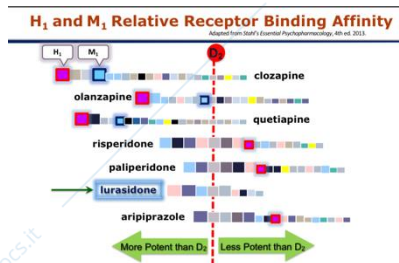 H1 and M1 Relative Receptor Binding Affinity
Adapted from Stahl's Essential Psychopharmacology, 4th ed. 2013.
H1
M1
D2
clozapine
olanzapine
quetiapine
risperidone
paliperidone
lurasidone
aripiprazole
More Potent than D2
Less Potent than D2